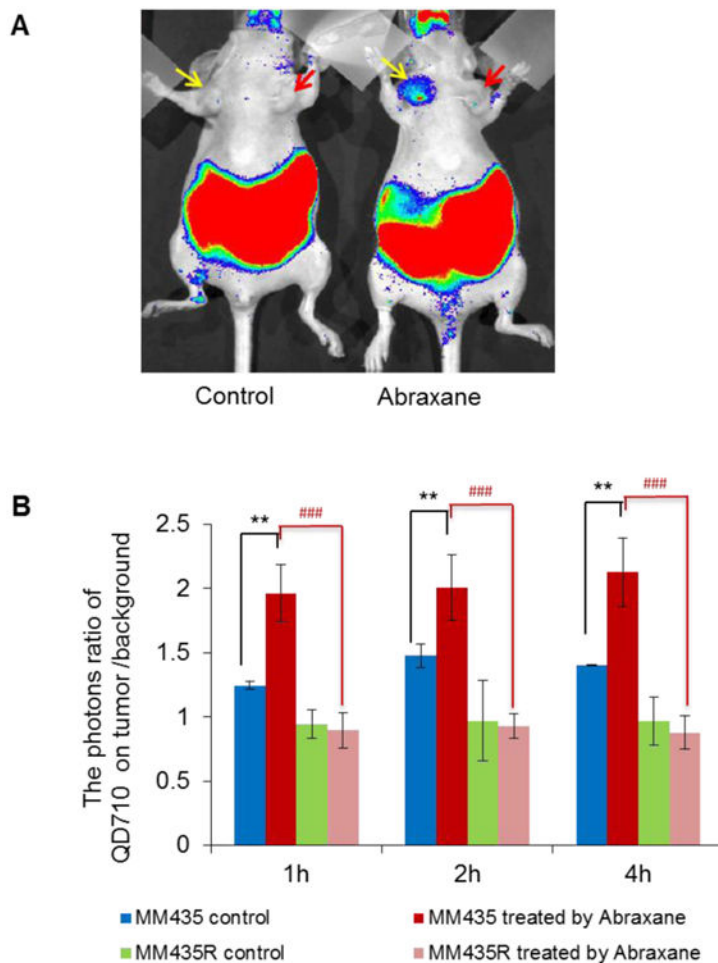 A
Control Abraxane
B
The photons ratio of
QD710 on tumor /background
2.5
2
1.5
1
0.5
0
** ###
** ###
** ###
1h 2h 4h
MM435 control MM435 treated by Abraxane
MM435R control MM435R treated by Abraxane